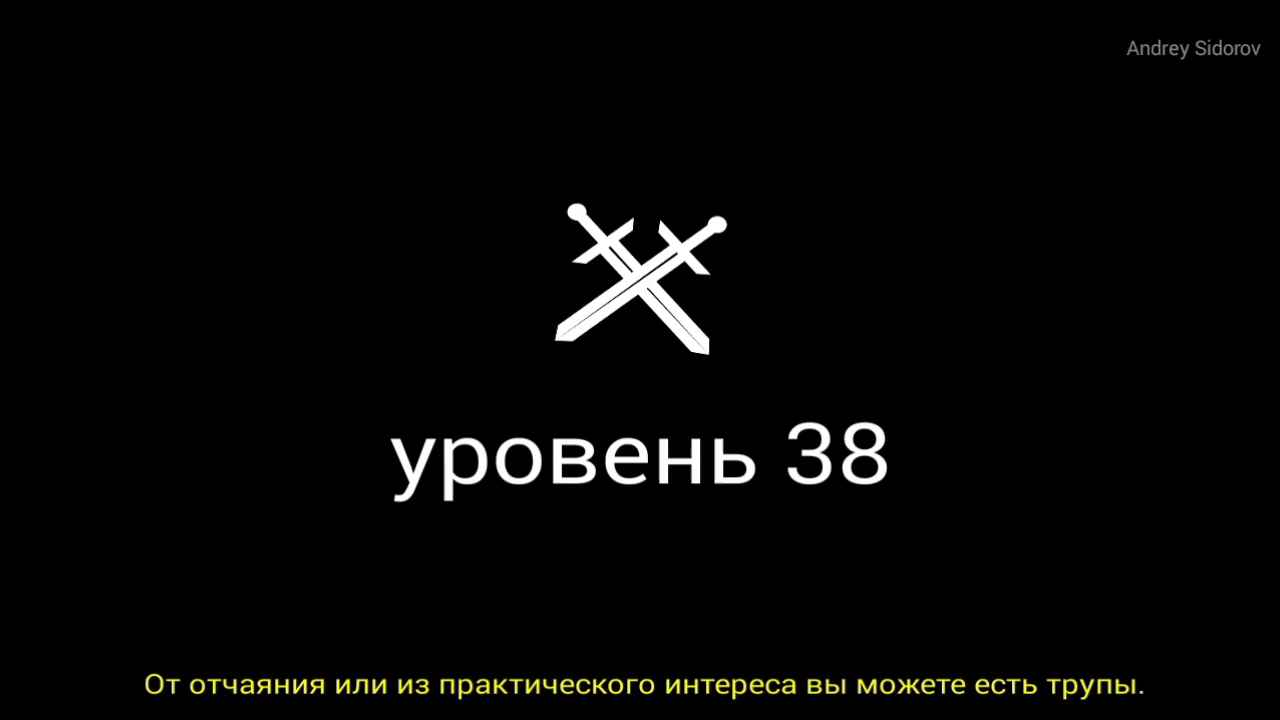 Andrey Sidorov
уровень 38
От отчаяния или из практического интереса вы можете есть трупы.